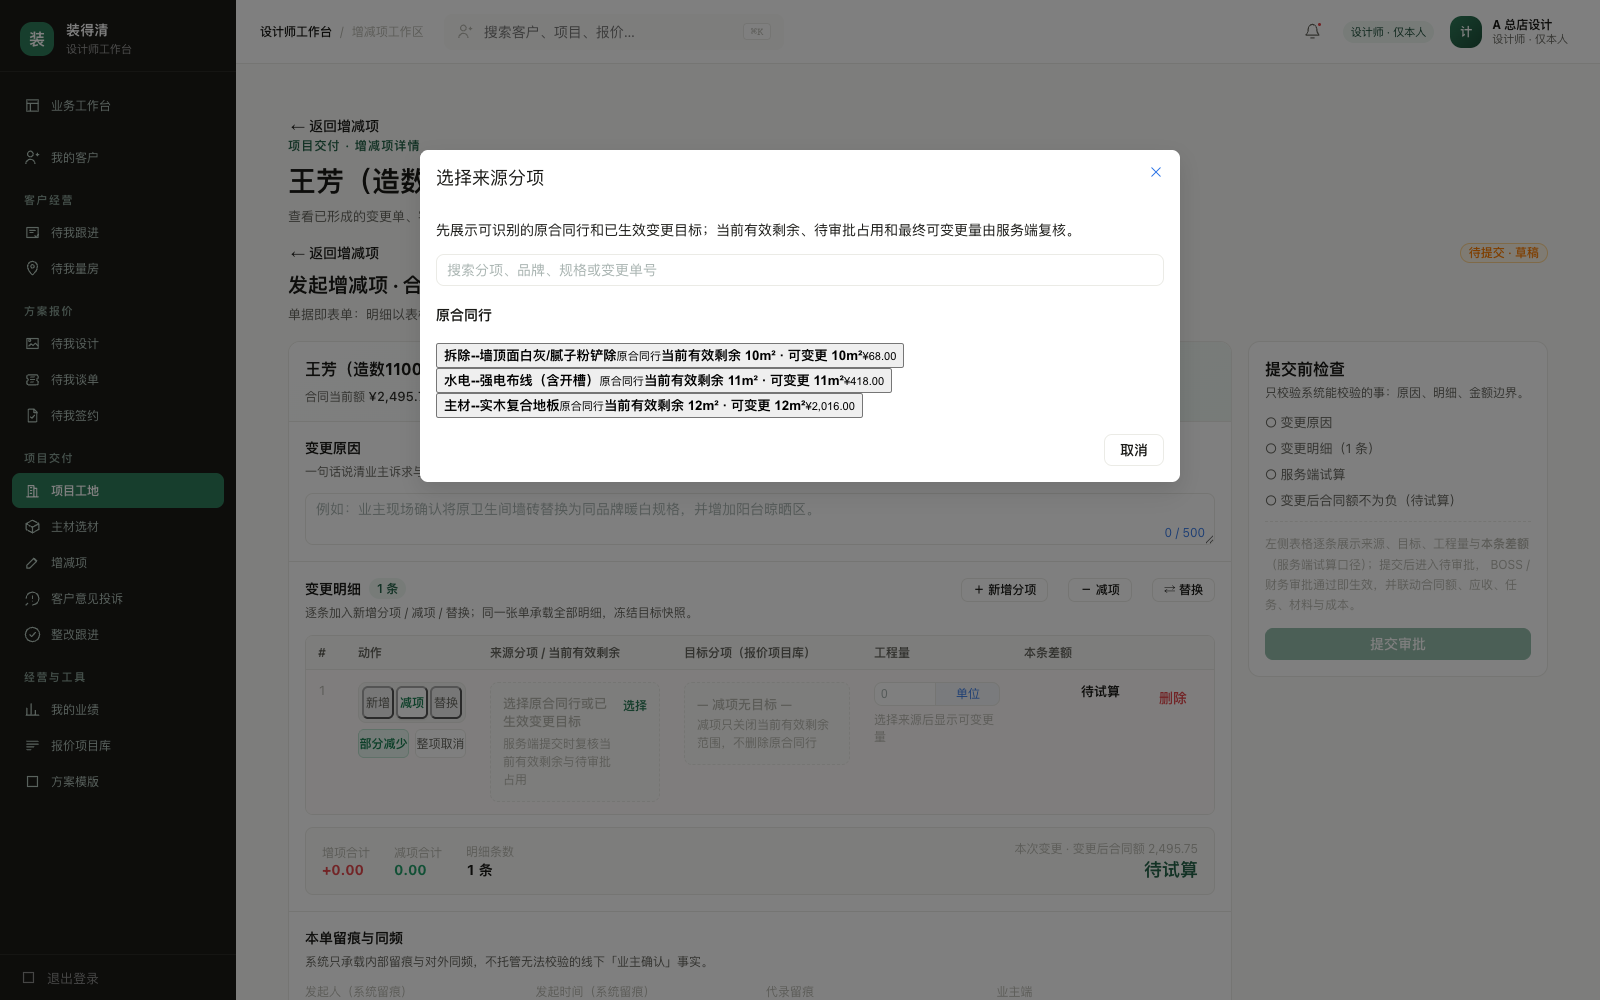 装
装得清
设计师工作台
业务工作台
我的客户
客户经营
待我跟进
待我量房
方案报价
待我设计
待我谈单
待我签约
项目交付
项目工地
主材选材
增减项
客户意见投诉
整改跟进
经营与工具
我的业绩
报价项目库
方案模版
退出登录
设计师工作台 / 增减项工作区
搜索客户、项目、报价...
⌘K
设计师 · 仅本人
计
A 总店设计
设计师 · 仅本人
← 返回增减项
项目交付 · 增减项详情
王芳（造数
查看已形成的变更单、
← 返回增减项
待提交 · 草稿
发起增减项 · 合
单据即表单：明细以表
选择来源分项
先展示可识别的原合同行和已生效变更目标；当前有效剩余、待审批占用和最终可变更量由服务端复核。
搜索分项、品牌、规格或变更单号
原合同行
拆除--墙顶面白灰/腻子粉铲除原合同行当前有效剩余 10m² · 可变更 10m²¥68.00
水电--强电布线（含开槽）原合同行当前有效剩余 11m² · 可变更 11m²¥418.00
主材--实木复合地板原合同行当前有效剩余 12m² · 可变更 12m²¥2,016.00
取消
王芳（造数1100
合同当前额 ¥2,495.
变更原因
一句话说清业主诉求与
例如：业主现场确认将原卫生间墙砖替换为同品牌暖白规格，并增加阳台晾晒区。
0 / 500
变更明细 1 条
+ 新增分项
− 减项
⇄ 替换
逐条加入新增分项 / 减项 / 替换；同一张单承载全部明细，冻结目标快照。
# 动作 来源分项 / 当前有效剩余 目标分项（报价项目库） 工程量 本条差额
1
新增 减项 替换
部分减少 整项取消
选择原合同行或已
生效变更目标
选择
服务端提交时复核当
前有效剩余与待审批
占用
— 减项无目标 —
减项只关闭当前有效剩余
范围，不删除原合同行
0 单位
选择来源后显示可变更
量
待试算
删除
增项合计 减项合计 明细条数
+0.00 0.00 1 条
本次变更 · 变更后合同额 2,495.75
待试算
本单留痕与同频
系统只承载内部留痕与对外同频，不托管无法校验的线下「业主确认」事实。
发起人（系统留痕） 发起时间（系统留痕） 代录留痕 业主端
提交前检查
只校验系统能校验的事：原因、明细、金额边界。
变更原因
变更明细（1 条）
服务端试算
变更后合同额不为负（待试算）
左侧表格逐条展示来源，目标、工程量与本条差额
（服务端试算口径）；提交后进入待审批， BOSS /
财务审批通过即生效，并联动合同额、应收、任
务、材料与成本。
提交审批